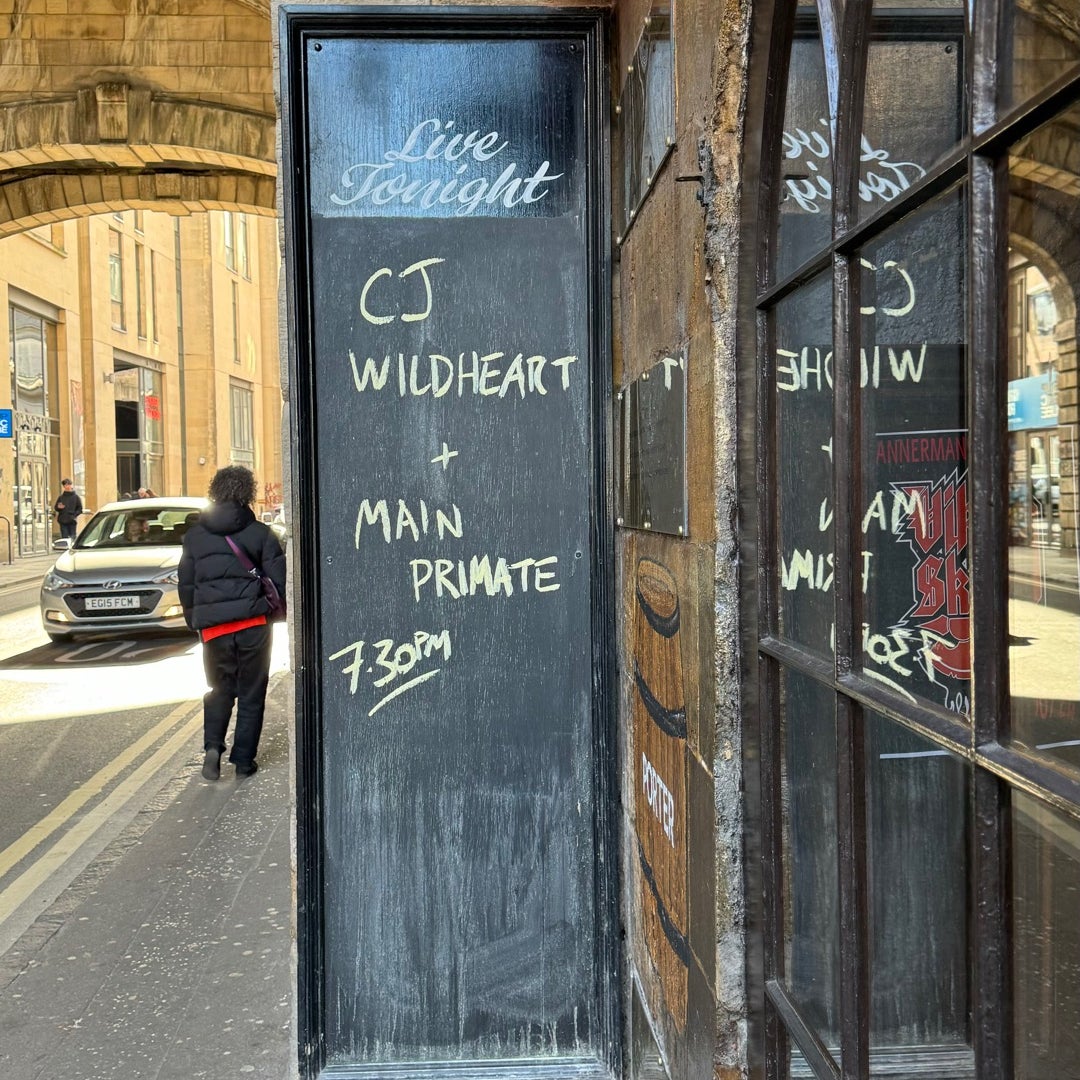 Live
Tonight
CJ
WILDHEART
+
MAIN
PRIMATE
7.30PM
EG15 FCM
PORTER
ANNERMAN